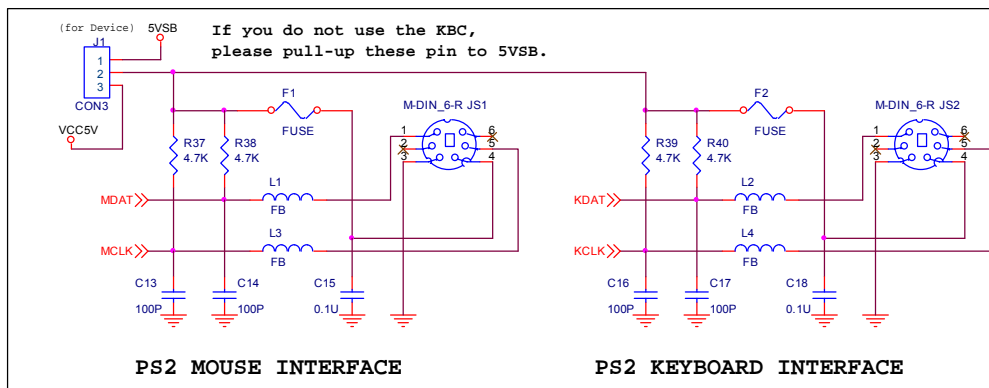 (for Device)
5VSB
If you do not use the KBC,
please pull-up these pin to 5VSB.
J1
1
2
3
CON3
VCC5V
F1
FUSE
M-DIN_6-R JS1
1
2
3
6
5
4
R37
4.7K
R38
4.7K
L1
FB
MDAT
L3
FB
MCLK
C13
100P
C14
100P
C15
0.1U
PS2 MOUSE INTERFACE
F2
FUSE
M-DIN_6-R JS2
1
2
3
6
5
4
R39
4.7K
R40
4.7K
L2
FB
KDAT
L4
FB
KCLK
C16
100P
C17
100P
C18
0.1U
PS2 KEYBOARD INTERFACE